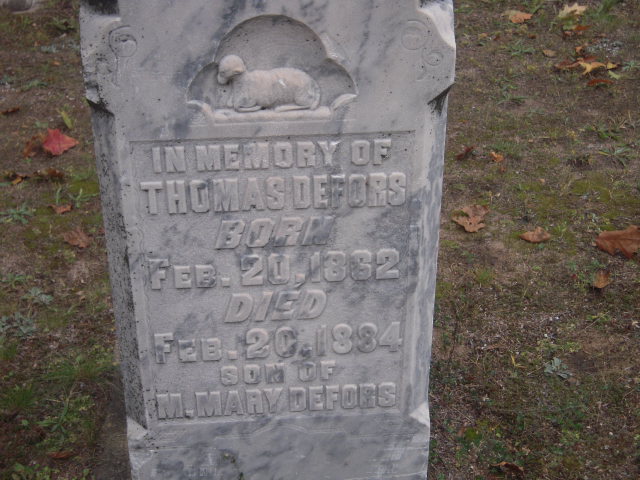 IN MEMORY OF
THOMAS DEFORS
BORN
FEB. 20, 1882
DIED
FEB. 20, 1884
SON OF
M. MARY DEFORS